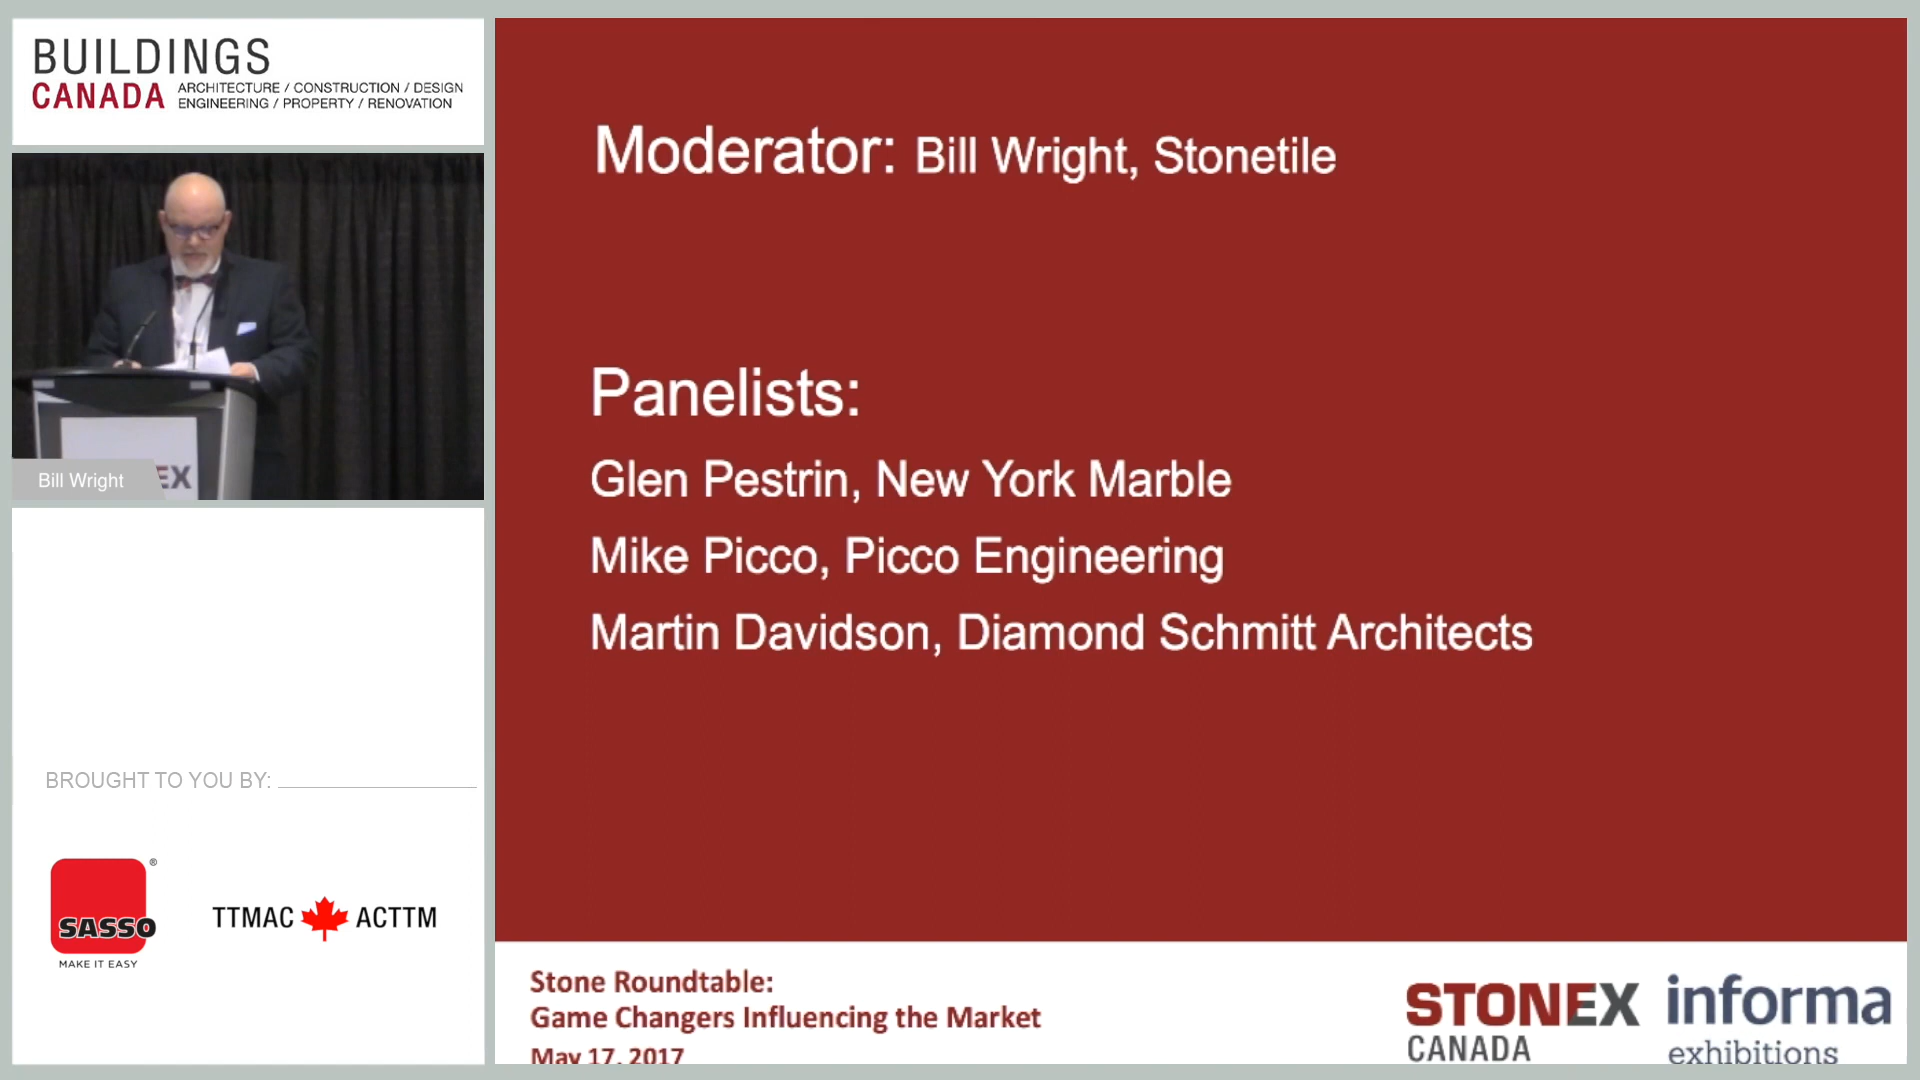 BUILDINGS
CANADA
ARCHITECTURE / CONSTRUCTION / DESIGN
ENGINEERING / PROPERTY / RENOVATION
EX
Bill Wright
BROUGHT TO YOU BY:
SASSO
®
MAKE IT EASY
TTMAC ACTTM
Moderator: Bill Wright, Stonetile
Panelists:
Glen Pestrin, New York Marble
Mike Picco, Picco Engineering
Martin Davidson, Diamond Schmitt Architects
Stone Roundtable:
Game Changers Influencing the Market
May 17, 2017
STONEX
CANADA
informa
exhibitions